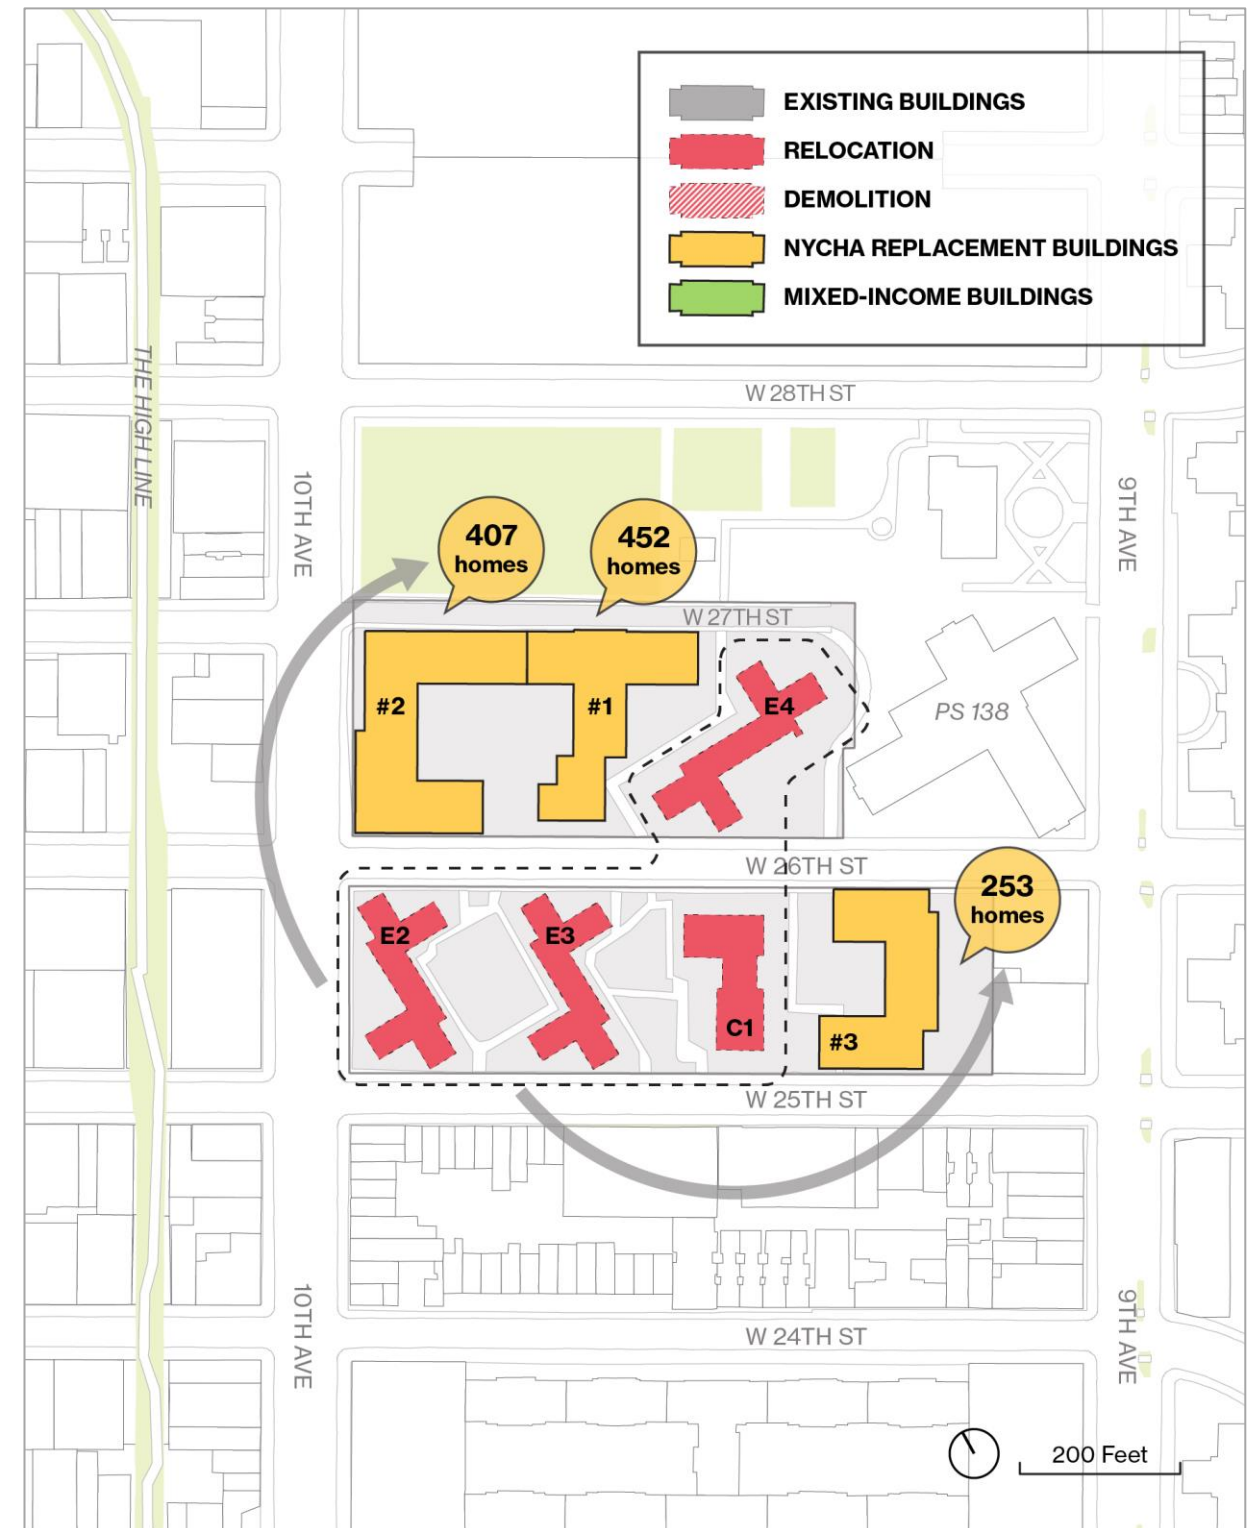 EXISTING BUILDINGS
RELOCATION
DEMOLITION
NYCHA REPLACEMENT BUILDINGS
MIXED-INCOME BUILDINGS
THE HIGH LINE
W 28TH ST
10TH AVE
9TH AVE
407
homes
452
homes
W 27TH ST
#2
#1
E4
PS 138
W 26TH ST
253
homes
E2
E3
C1
#3
W 25TH ST
10TH AVE
9TH AVE
W 24TH ST
200 Feet